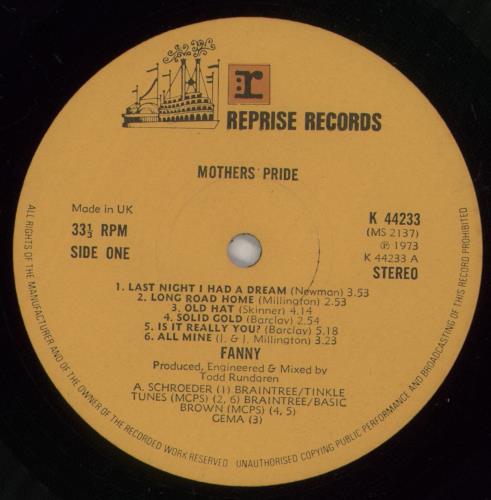 r
REPRISE RECORDS
MOTHERS PRIDE
Made in UK
33⅓ RPM
SIDE ONE
K 44233
(MS 2137)
℗ 1973
K 44233 A
STEREO
1. LAST NIGHT I HAD A DREAM (Newman) 3.53
2. LONG ROAD HOME (Millington) 2.53
3. OLD HAT (Skinner) 4.14
4. SOLID GOLD (Barclay) 2.54
5. IS IT REALLY YOU? (Barclay) 5.18
6. ALL MINE (J. & J. Millington) 3.23
FANNY
Produced, Engineered & Mixed by
Todd Rundgren
A. SCHROEDER (1) BRAINTREE/TINKLE
TUNES (MCPS) (2, 6) BRAINTREE/BASIC
BROWN (MCPS) (4, 5)
GEMA (3)
ALL RIGHTS OF THE MANUFACTURER AND OF THE OWNER OF THE RECORDED WORK RESERVED UNAUTHORISED COPYING PUBLIC PERFORMANCE AND BROADCASTING OF THIS RECORD PROHIBITED